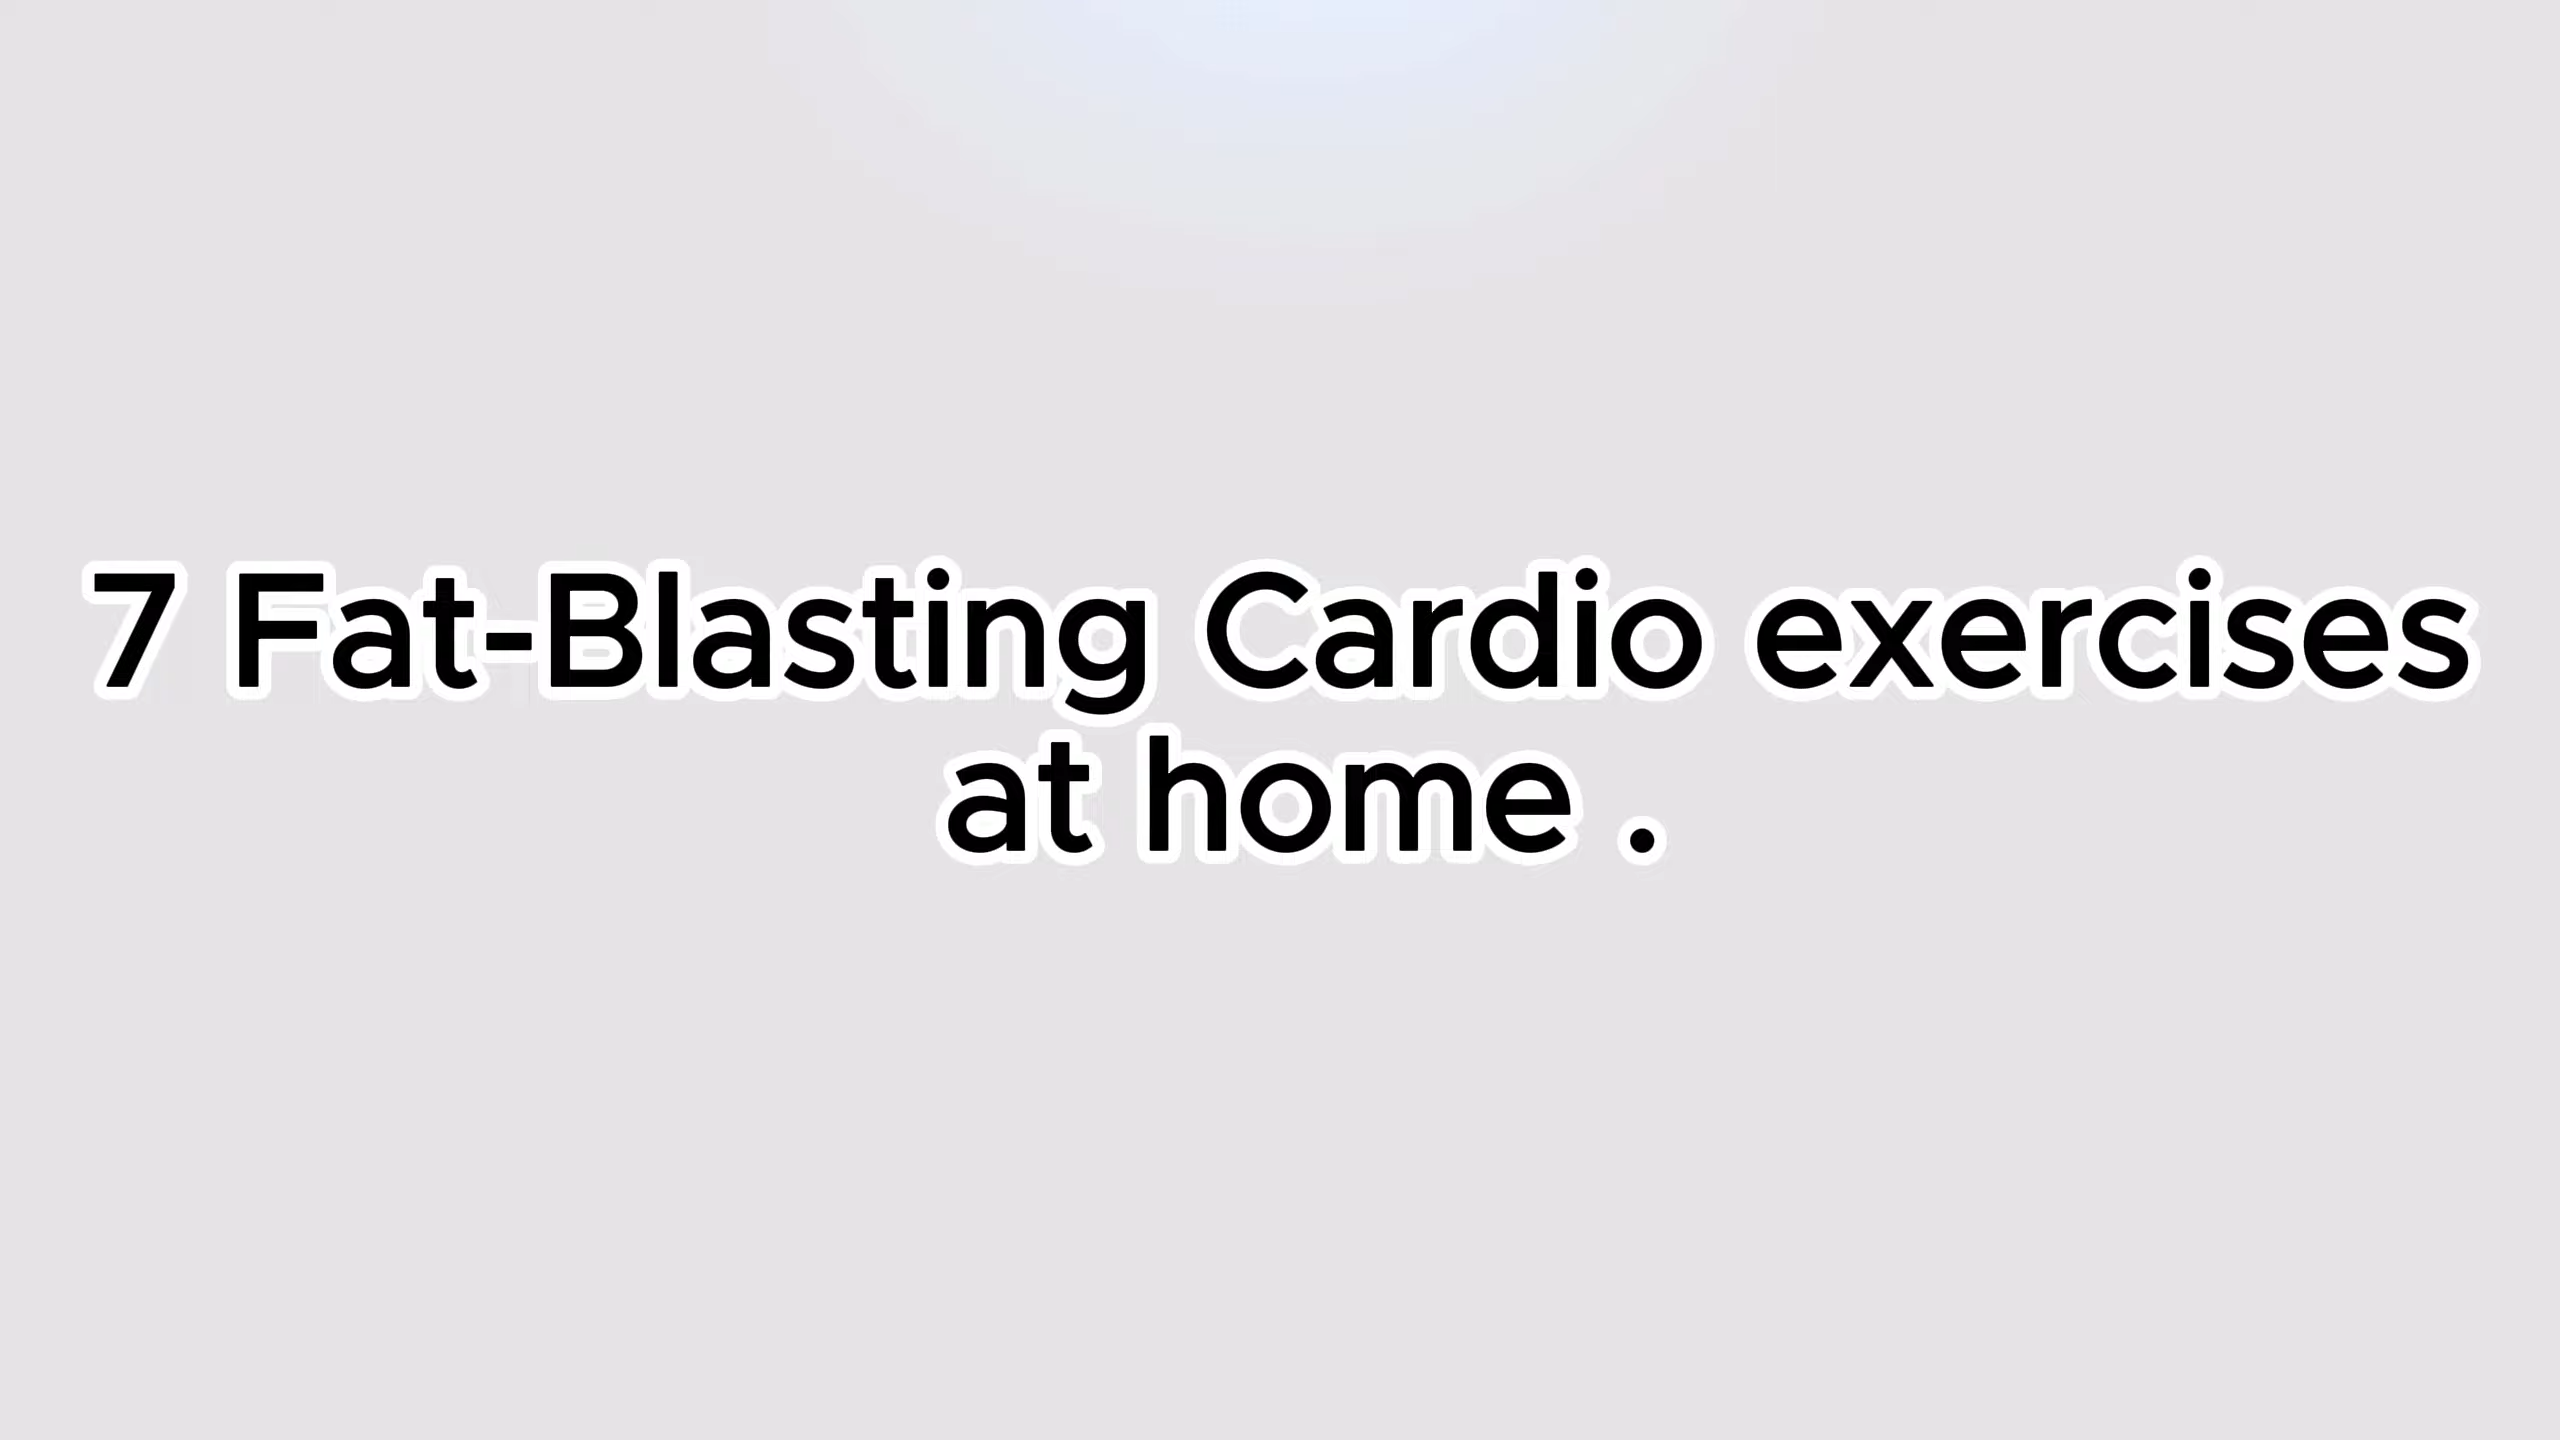 7 Fat-Blasting Cardio exercises
at home .